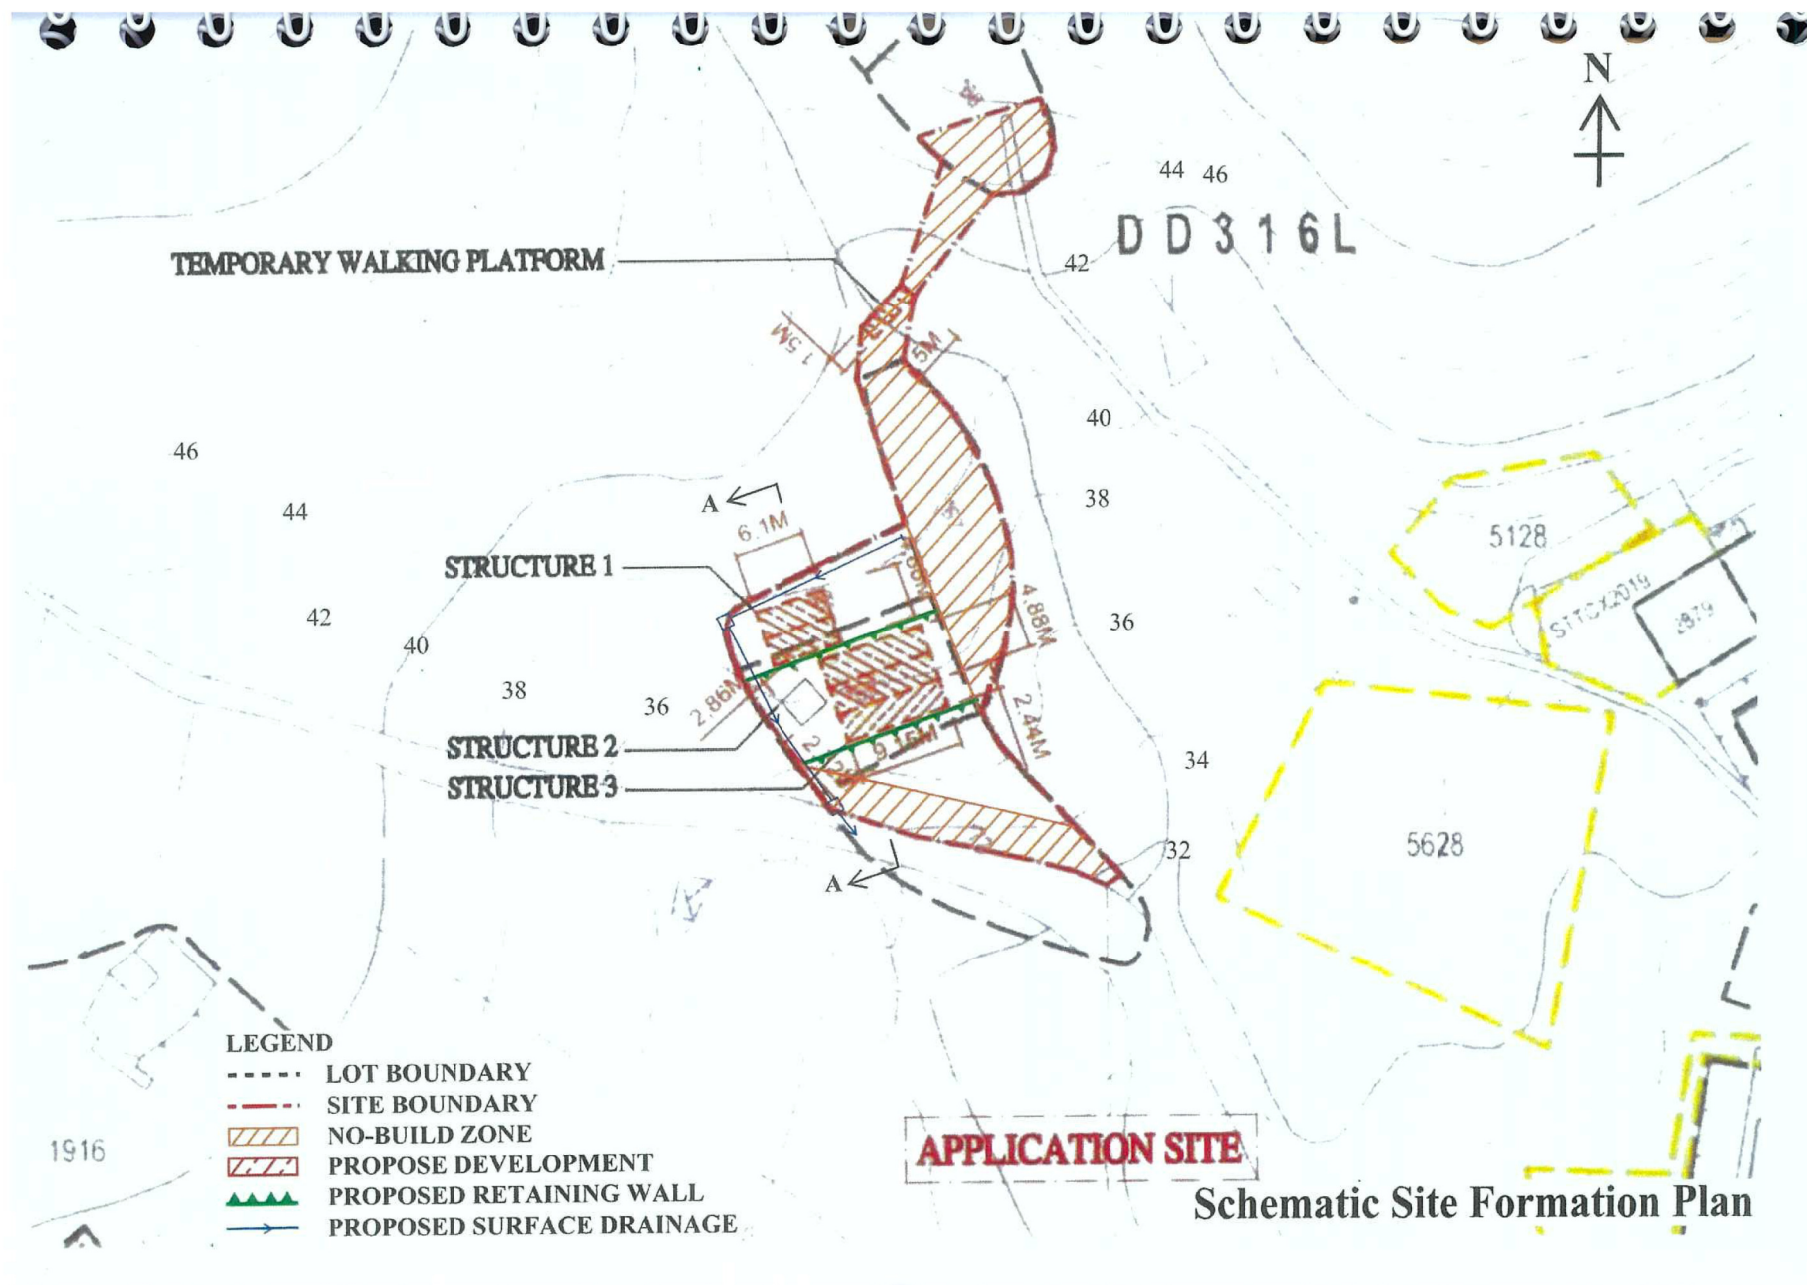 N
44 46
DD316L
TEMPORARY WALKING PLATFORM
42
1.5M
5M
40
46
38
A
44
6.1M
5128
STRUCTURE 1
STTCX2019
2879
4.88M
42
36
40
38
36
2.86M
2.44M
STRUCTURE 2
9.15M
34
STRUCTURE 3
5628
32
A
LEGEND
LOT BOUNDARY
SITE BOUNDARY
NO-BUILD ZONE
PROPOSE DEVELOPMENT
PROPOSED RETAINING WALL
PROPOSED SURFACE DRAINAGE
1916
APPLICATION SITE
Schematic Site Formation Plan